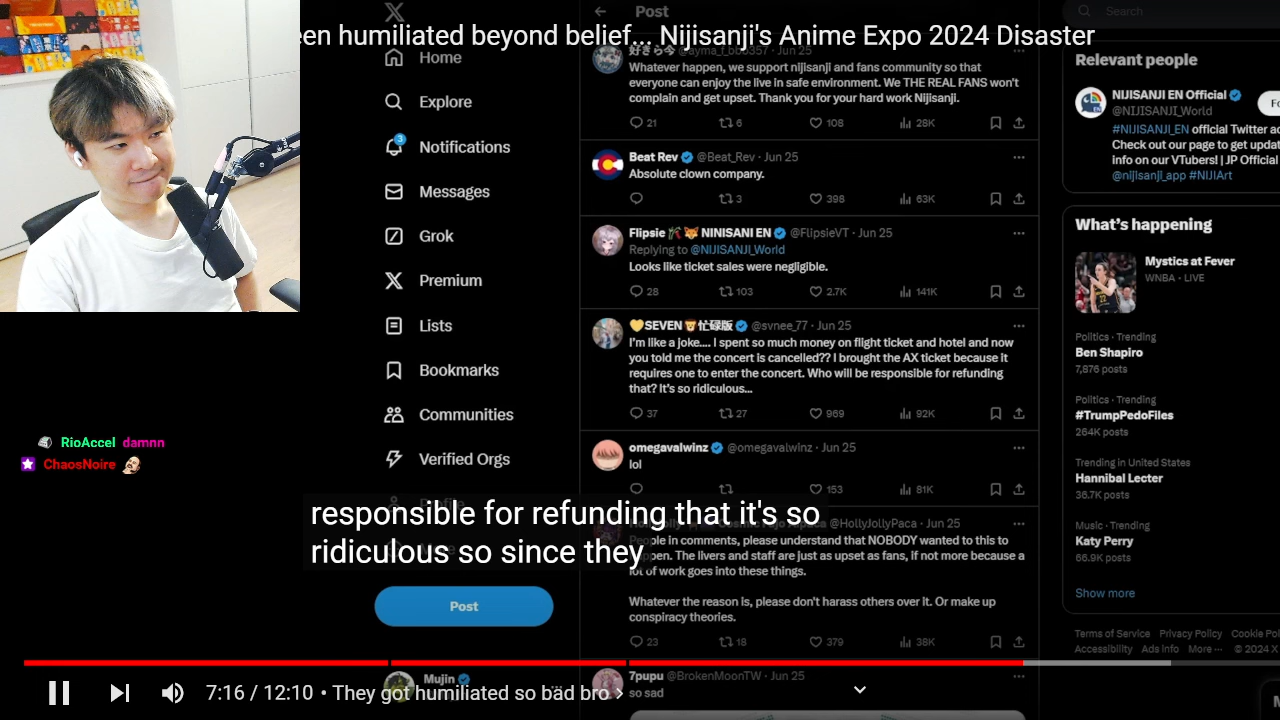 een humiliated beyond belief... Nijisanji's Anime Expo 2024 Disaster
Home
Explore
3
Notifications
Messages
Grok
Premium
Lists
Bookmarks
Communities
Verified Orgs
Post
Post
· Jun 25
Whatever happen, we support nijisanji and fans community so that
everyone can enjoy the live in safe environment. We THE REAL FANS won't
complain and get upset. Thank you for your hard work Nijisanji.
21 6 108 28K
Beat Rev @Beat_Rev · Jun 25
Absolute clown company.
3 398 63K
Flipsie NINISANI EN @FlipsieVT · Jun 25
Replying to @NIJISANJI_World
Looks like ticket sales were negligible.
28 103 2.7K 141K
SEVEN 忙碌版 @svnee_77 · Jun 25
I'm like a joke.... I spent so much money on flight ticket and hotel and now
you told me the concert is cancelled?? I brought the AX ticket because it
requires one to enter the concert. Who will be responsible for refunding
that? It's so ridiculous...
37 27 969 92K
omegavalwinz @omegavalwinz · Jun 25
lol
153 81K
@HollyJollyPaca · Jun 25
People in comments, please understand that NOBODY wanted this to
pen. The livers and staff are just as upset as fans, if not more because a
lot of work goes into these things.
Whatever the reason is, please don't harass others over it. Or make up
conspiracy theories.
23 18 379 38K
7pupu @BrokenMoonTW · Jun 25
so sad
Mujin
Search
Relevant people
NIJISANJI EN Official
@NIJISANJI_World
Fo
#NIJISANJI_EN official Twitter ac
Check out our page to get updat
info on our VTubers! | JP Official
@nijisanji_app #NIJIArt
What's happening
Mystics at Fever
WNBA · LIVE
Politics · Trending
Ben Shapiro
7,876 posts
Politics · Trending
#TrumpPedoFiles
264K posts
Trending in United States
Hannibal Lecter
36.7K posts
Music · Trending
Katy Perry
66.9K posts
Show more
Terms of Service Privacy Policy Cookie Pol
Accessibility Ads info More ··· © 2024 X
RioAccel damnn
ChaosNoire
responsible for refunding that it's so
ridiculous so since they
7:16 / 12:10 • They got humiliated so bad bro ›